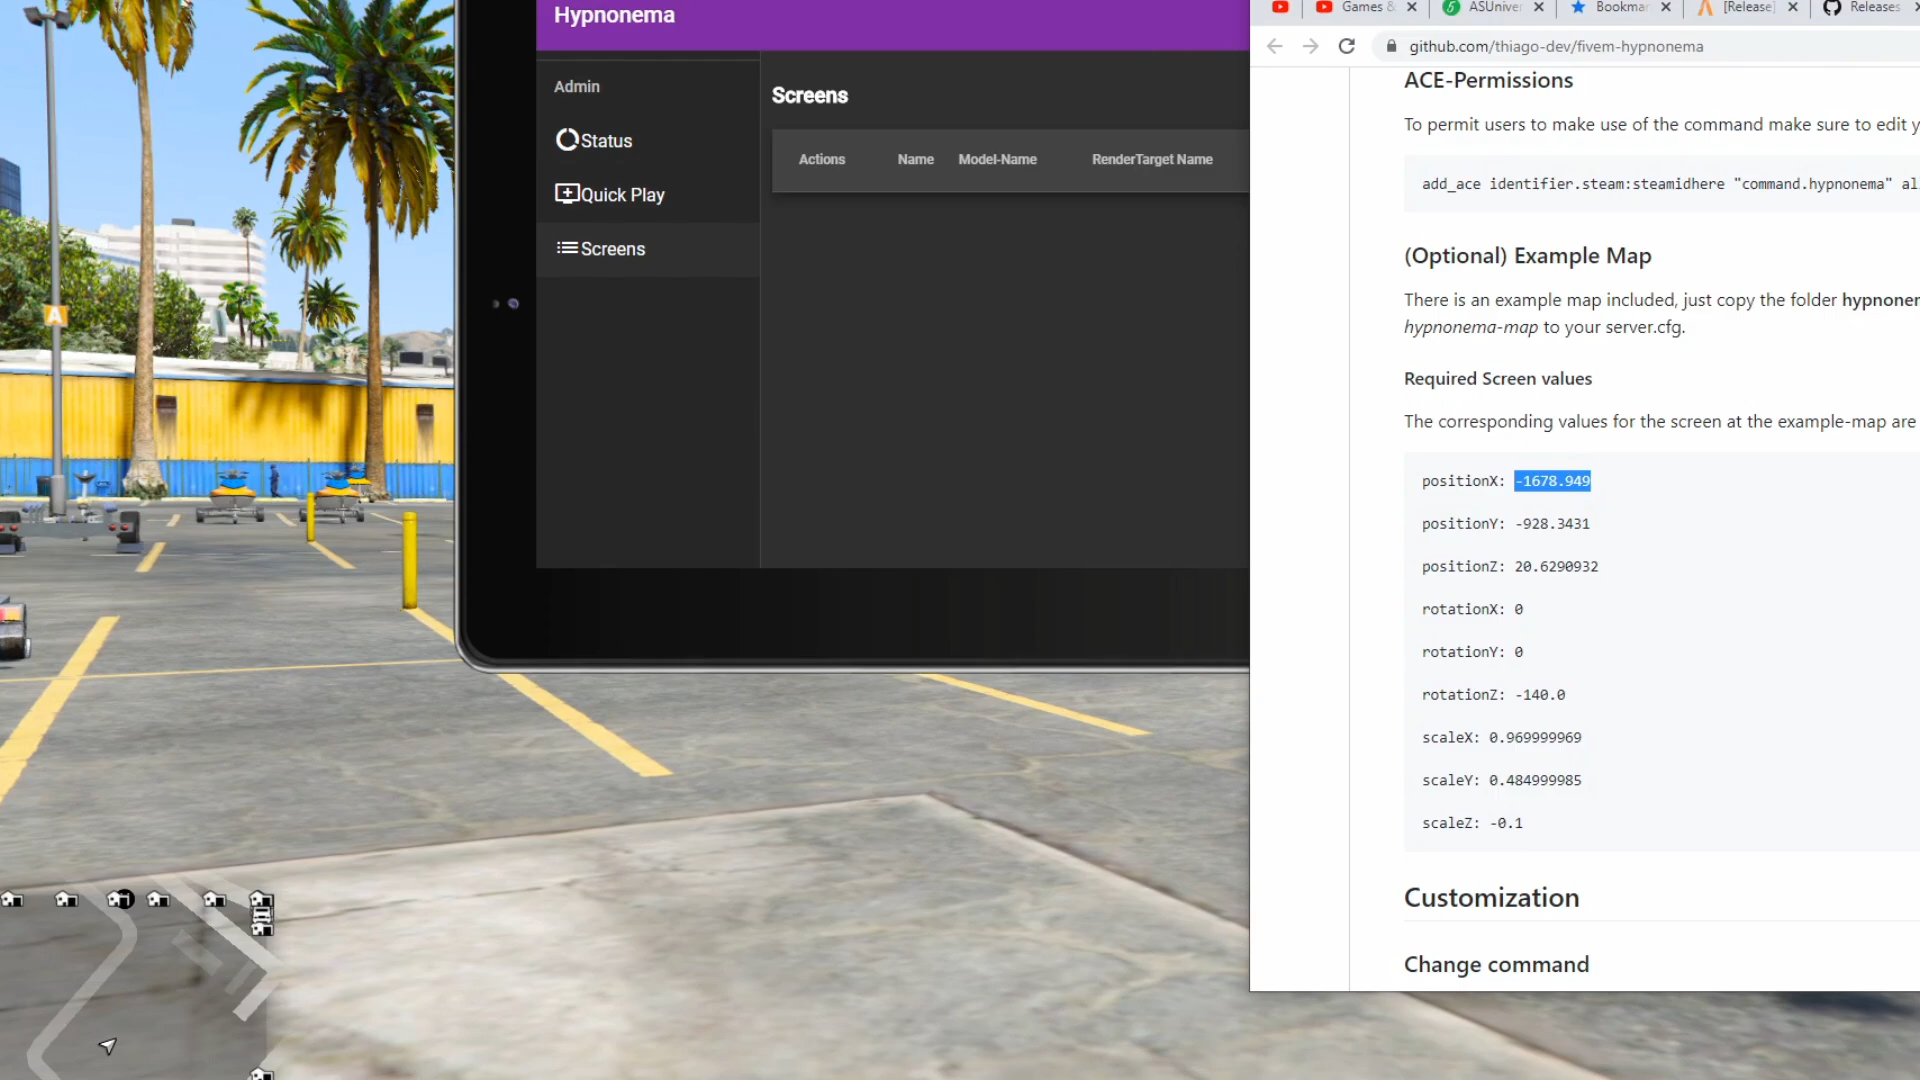 Hypnonema
Admin
Status
Quick Play
Screens
Screens
Actions
Name
Model-Name
RenderTarget Name
A
Games &
ASUniver
Bookmar
[Release]
Releases
github.com/thiago-dev/fivem-hypnonema
ACE-Permissions
To permit users to make use of the command make sure to edit y
add_ace identifier.steam:steamidhere "command.hypnonema" al
(Optional) Example Map
There is an example map included, just copy the folder hypnone
hypnonema-map to your server.cfg.
Required Screen values
The corresponding values for the screen at the example-map are
positionX: -1678.949
positionY: -928.3431
positionZ: 20.6290932
rotationX: 0
rotationY: 0
rotationZ: -140.0
scaleX: 0.969999969
scaleY: 0.484999985
scaleZ: -0.1
Customization
Change command